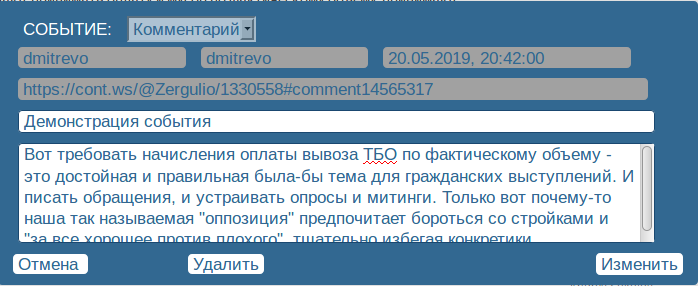 СОБЫТИЕ: Комментарий
dmitrevo dmitrevo 20.05.2019, 20:42:00
https://cont.ws/@Zergulio/1330558#comment14565317
Демонстрация события
Вот требовать начисления оплаты вывоза ТБО по фактическому объему -
это достойная и правильная была-бы тема для гражданских выступлений. И
писать обращения, и устраивать опросы и митинги. Только вот почему-то
наша так называемая "оппозиция" предпочитает бороться со стройками и
"за все хорошее против плохого", тщательно избегая конкретики
Отмена Удалить Изменить